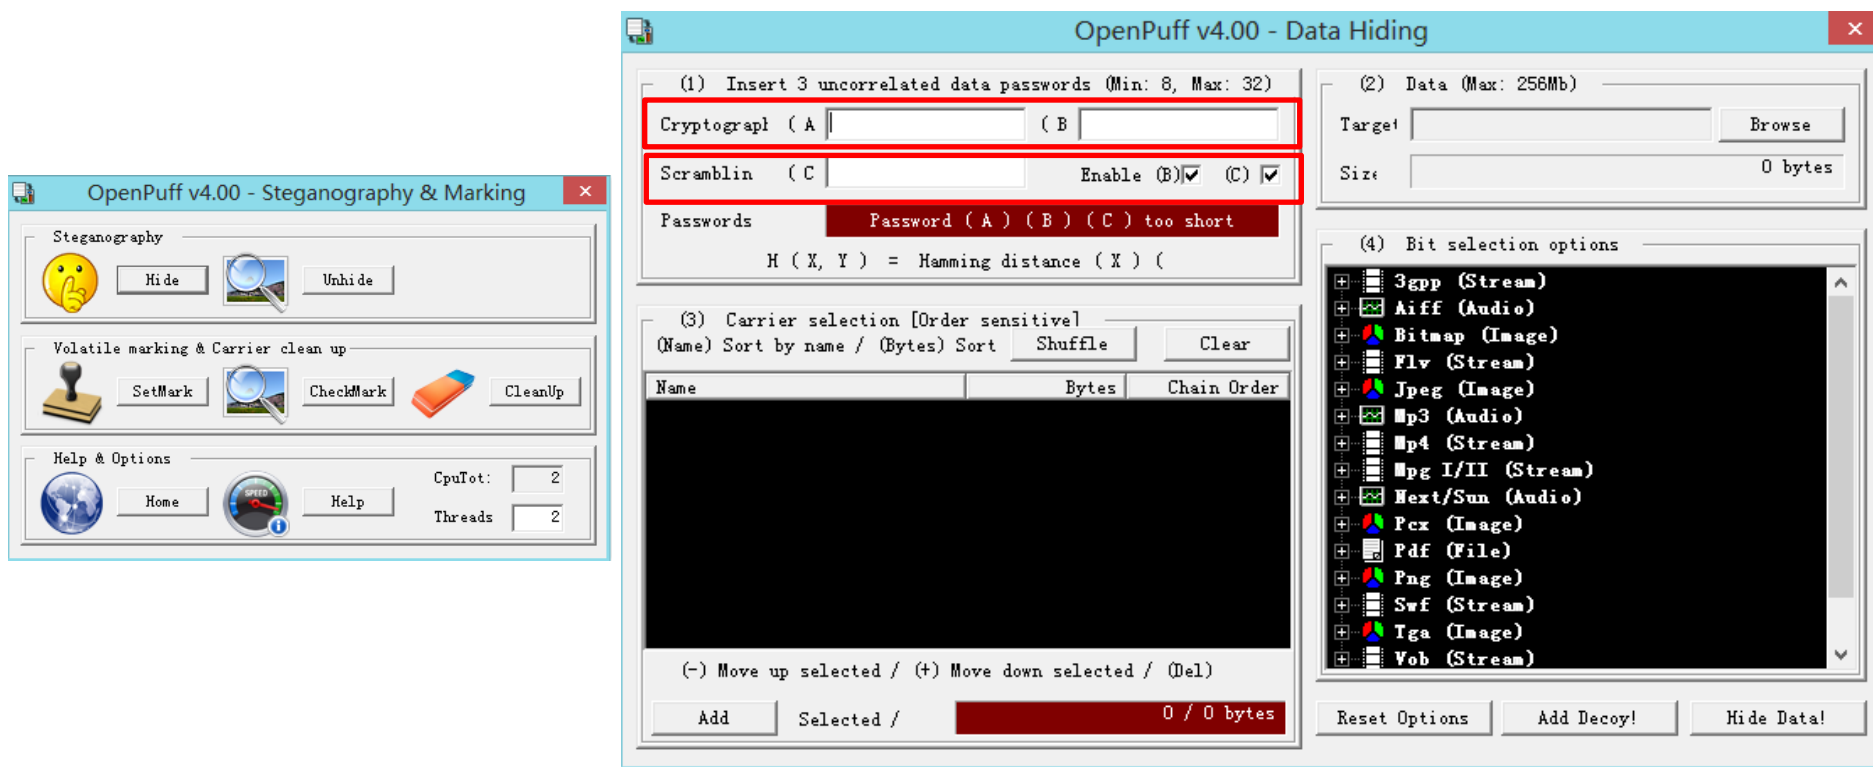 OpenPuff v4.00 - Steganography & Marking
Steganography
Hide
Unhide
Volatile marking & Carrier clean up
SetMark
CheckMark
CleanUp
Help & Options
Home
SPEED
Help
CpuTot: 2
Threads 2
OpenPuff v4.00 - Data Hiding
(1) Insert 3 uncorrelated data passwords (Min: 8, Max: 32)
Cryptograph ( A ( B
Scramblin ( C Enable (B) (C)
Passwords Password ( A ) ( B ) ( C ) too short
H ( X, Y ) = Hamming distance ( X ) (
(3) Carrier selection [Order sensitive]
(Name) Sort by name / (Bytes) Sort Shuffle Clear
Name Bytes Chain Order
(-) Move up selected / (+) Move down selected / (Del)
Add Selected / 0 / 0 bytes
(2) Data (Max: 256Mb)
Target Browse
Size 0 bytes
(4) Bit selection options
3gpp (Stream)
Aiff (Audio)
Bitmap (Image)
Flv (Stream)
Jpeg (Image)
Mp3 (Audio)
Mp4 (Stream)
Mpg I/II (Stream)
Next/Sun (Audio)
Pcx (Image)
Pdf (File)
Png (Image)
Swf (Stream)
Tga (Image)
Vob (Stream)
Reset Options Add Decoy! Hide Data!